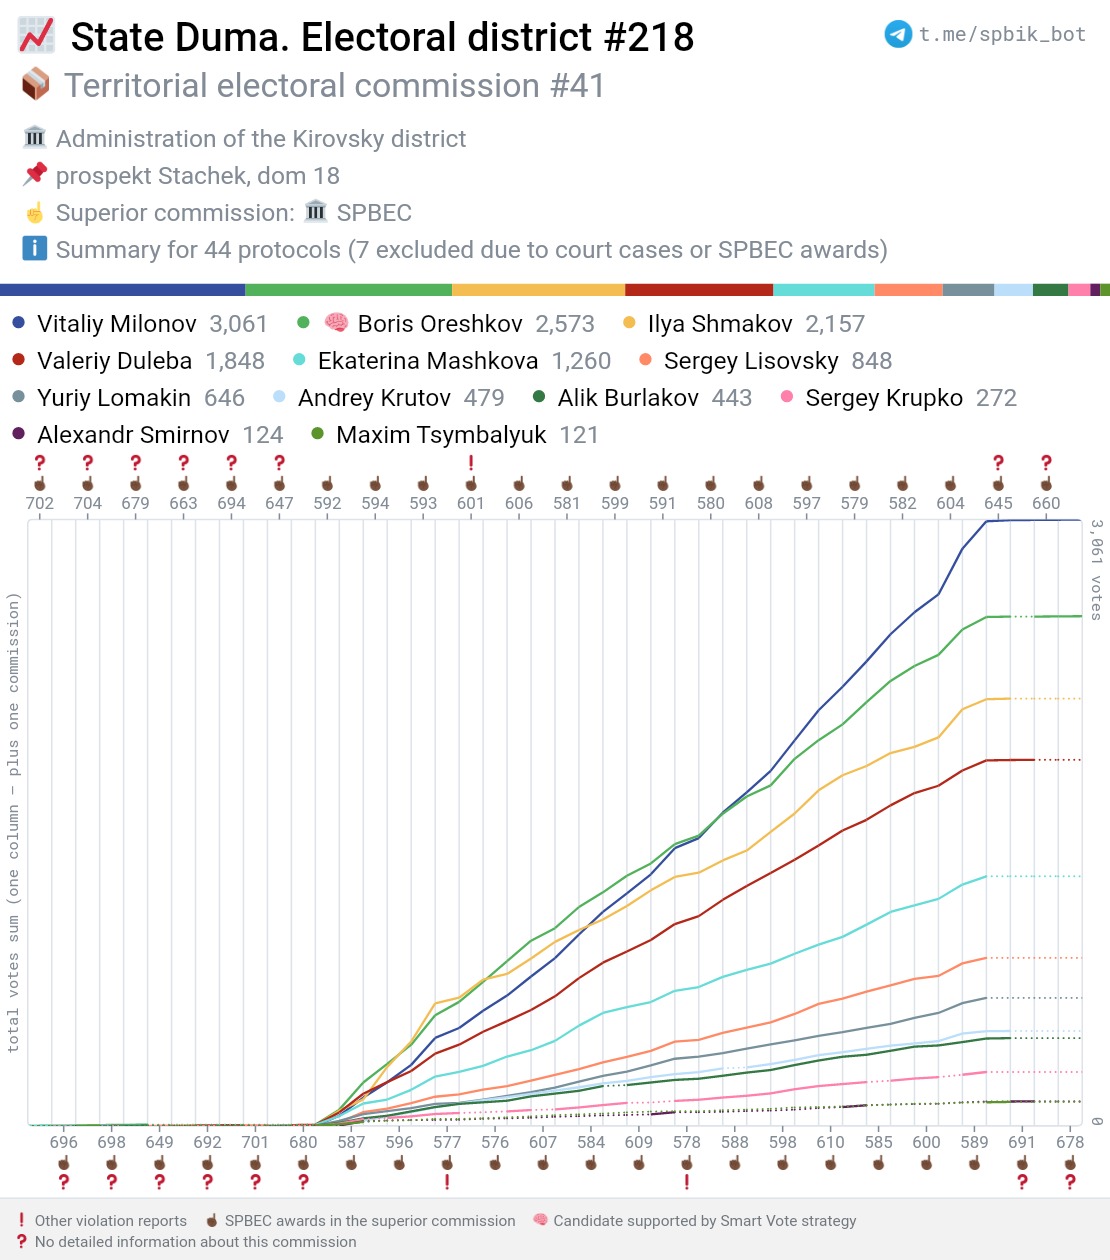 State Duma. Electoral district #218
t.me/spbik_bot
Territorial electoral commission #41
Administration of the Kirovsky district
prospekt Stachek, dom 18
Superior commission: SPBEC
Summary for 44 protocols (7 excluded due to court cases or SPBEC awards)
Vitaliy Milonov 3,061 Boris Oreshkov 2,573 Ilya Shmakov 2,157
Valeriy Duleba 1,848 Ekaterina Mashkova 1,260 Sergey Lisovsky 848
Yuriy Lomakin 646 Andrey Krutov 479 Alik Burlakov 443 Sergey Krupko 272
Alexandr Smirnov 124 Maxim Tsymbalyuk 121
702 704 679 663 694 647 592 594 593 601 606 581 599 591 580 608 597 579 582 604 645 660
3,061 votes
total votes sum (one column – plus one commission)
0
696 698 649 692 701 680 587 596 577 576 607 584 609 578 588 598 610 585 600 589 691 678
Other violation reports SPBEC awards in the superior commission Candidate supported by Smart Vote strategy
No detailed information about this commission